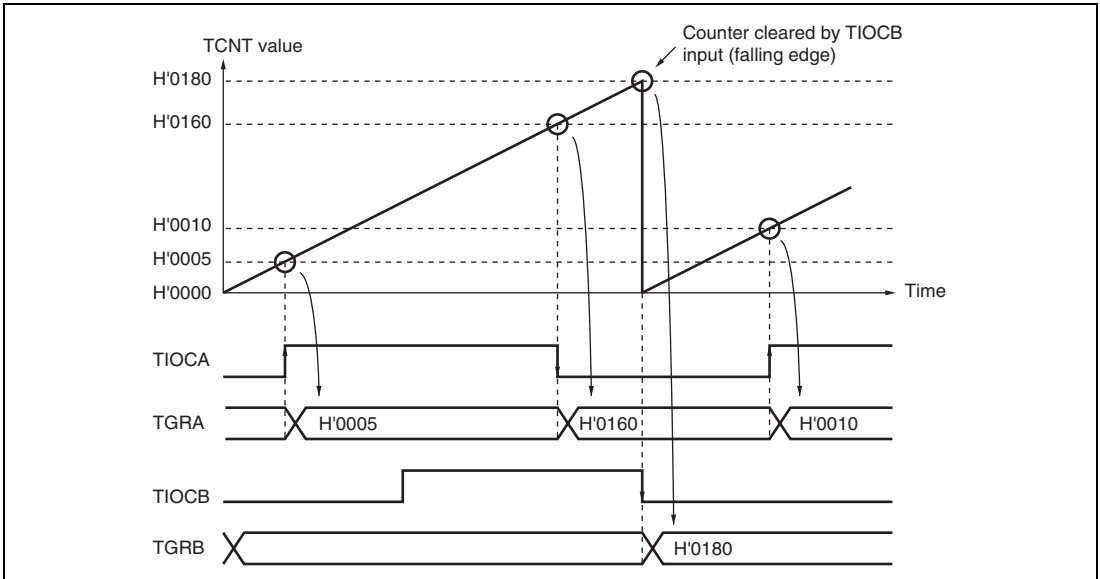 Counter cleared by TIOCB
input (falling edge)
TCNT value
H'0180
H'0160
H'0010
H'0005
H'0000
Time
TIOCA
TGRA
H'0005
H'0160
H'0010
TIOCB
TGRB
H'0180